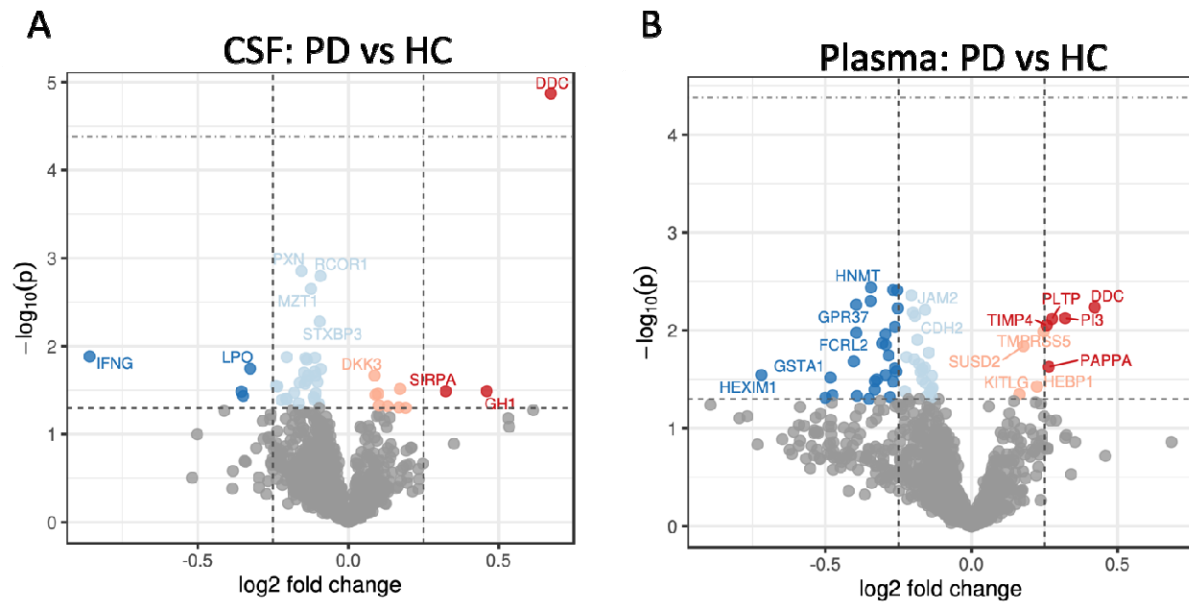 A
CSF: PD vs HC
5
4
3
2
1
0
−log10(p)
DDC
PXN
RCOR1
MZT1
STXBP3
IFNG
LPO
DKK3
SIRPA
GH1
-0.5
0.0
0.5
log2 fold change
B
Plasma: PD vs HC
4
3
2
1
0
−log10(p)
HNMT
JAM2
PLTP
DDC
GPR37
TIMP4
PI3
CDH2
TMPRSS5
FCRL2
SUSD2
PAPPA
GSTA1
KITLG
HEBP1
HEXIM1
-0.5
0.0
0.5
log2 fold change